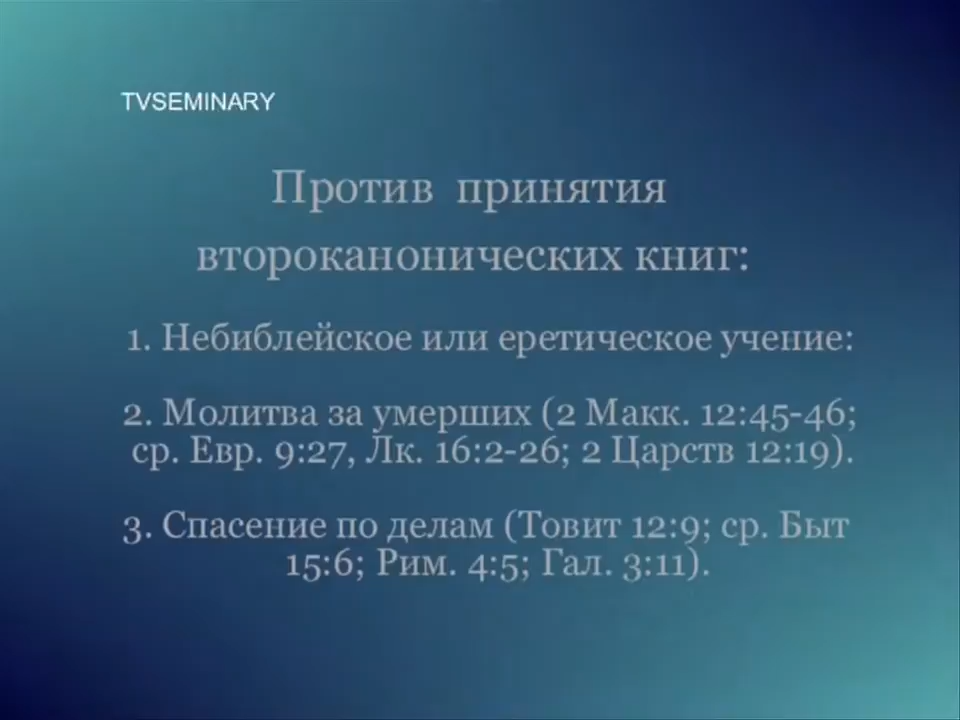 TVSEMINARY
Против принятия
второканонических книг:
1. Небиблейское или еретическое учение:
2. Молитва за умерших (2 Макк. 12:45-46;
ср. Евр. 9:27, Лк. 16:2-26; 2 Царств 12:19).
3. Спасение по делам (Товит 12:9; ср. Быт
15:6; Рим. 4:5; Гал. 3:11).